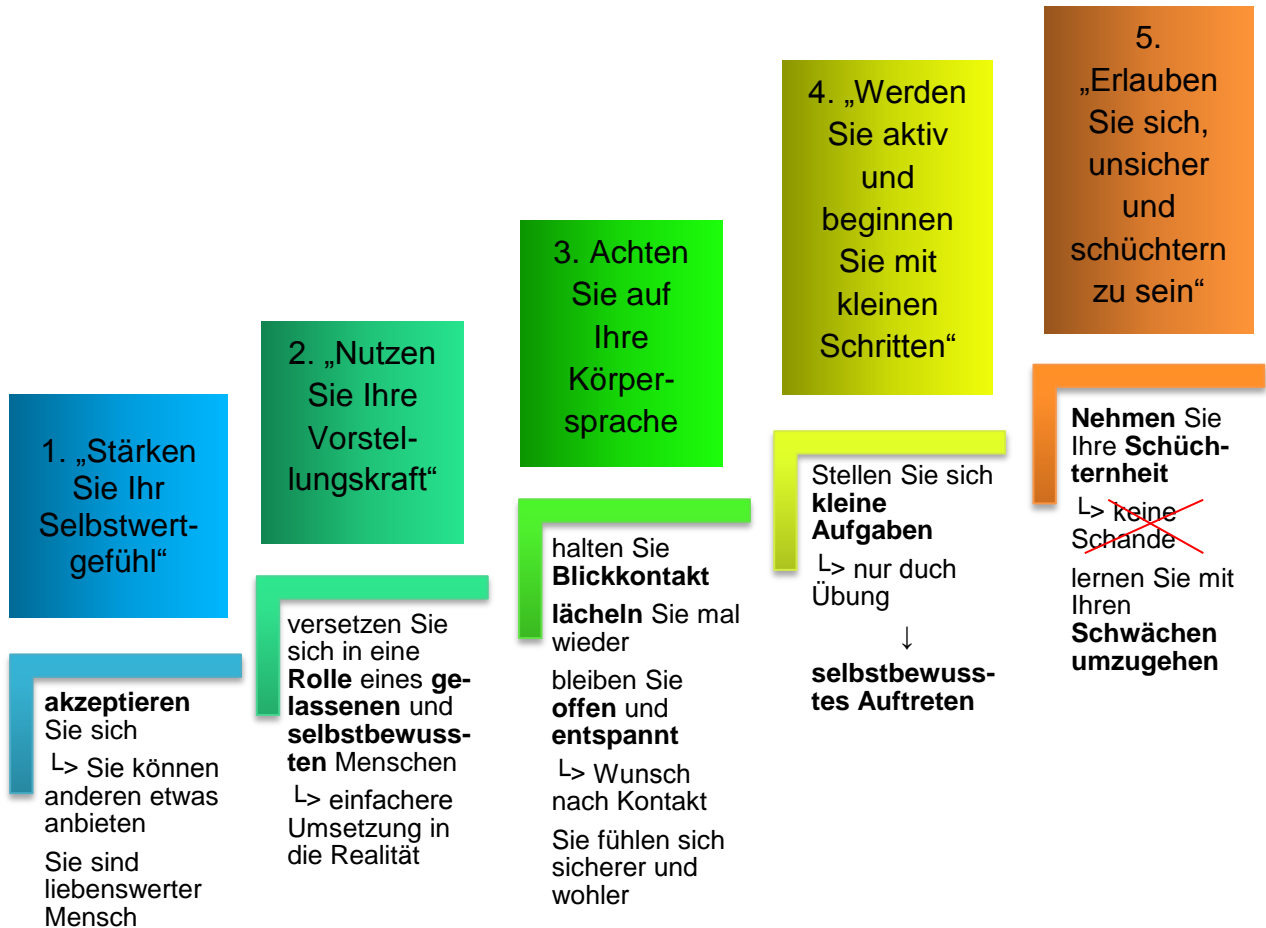 1. „Stärken
Sie Ihr
Selbstwert-
gefühl“
akzeptieren
Sie sich
└> Sie können
anderen etwas
anbieten
Sie sind
liebenswerter
Mensch
2. „Nutzen
Sie Ihre
Vorstel-
lungskraft“
versetzen Sie
sich in eine
Rolle eines ge-
lassenen und
selbstbewuss-
ten Menschen
└> einfachere
Umsetzung in
die Realität
3. Achten
Sie auf
Ihre
Körper-
sprache
halten Sie
Blickkontakt
lächeln Sie mal
wieder
bleiben Sie
offen und
entspannt
└> Wunsch
nach Kontakt
Sie fühlen sich
sicherer und
wohler
4. „Werden
Sie aktiv
und
beginnen
Sie mit
kleinen
Schritten“
Stellen Sie sich
kleine
Aufgaben
└> nur duch
Übung
↓
selbstbewuss-
tes Auftreten
5.
„Erlauben
Sie sich,
unsicher
und
schüchtern
zu sein“
Nehmen Sie
Ihre Schüch-
ternheit
└> keine
Schande
lernen Sie mit
Ihren
Schwächen
umzugehen